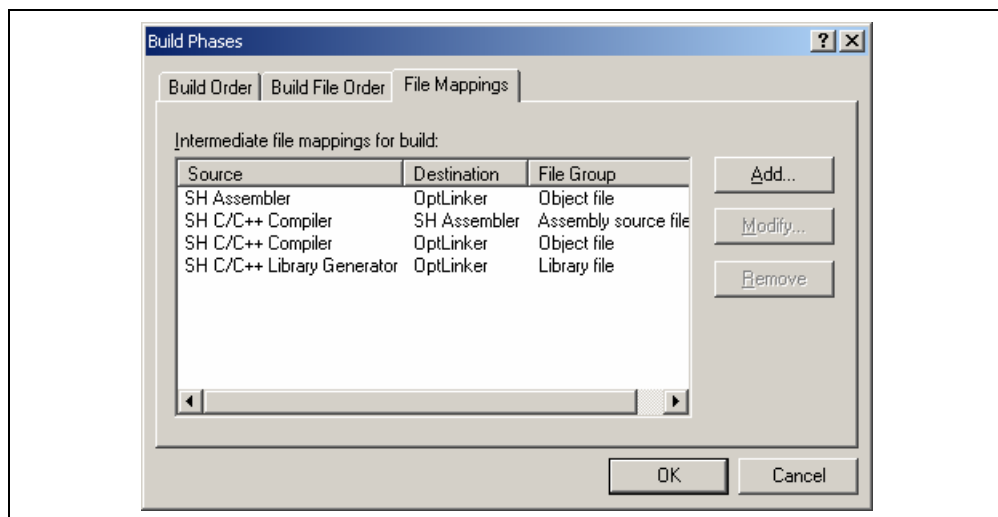 Build Phases
Build Order Build File Order File Mappings
Intermediate file mappings for build:
Source Destination File Group
SH Assembler OptLinker Object file
SH C/C++ Compiler SH Assembler Assembly source file
SH C/C++ Compiler OptLinker Object file
SH C/C++ Library Generator OptLinker Library file
Add...
Modify...
Remove
OK Cancel